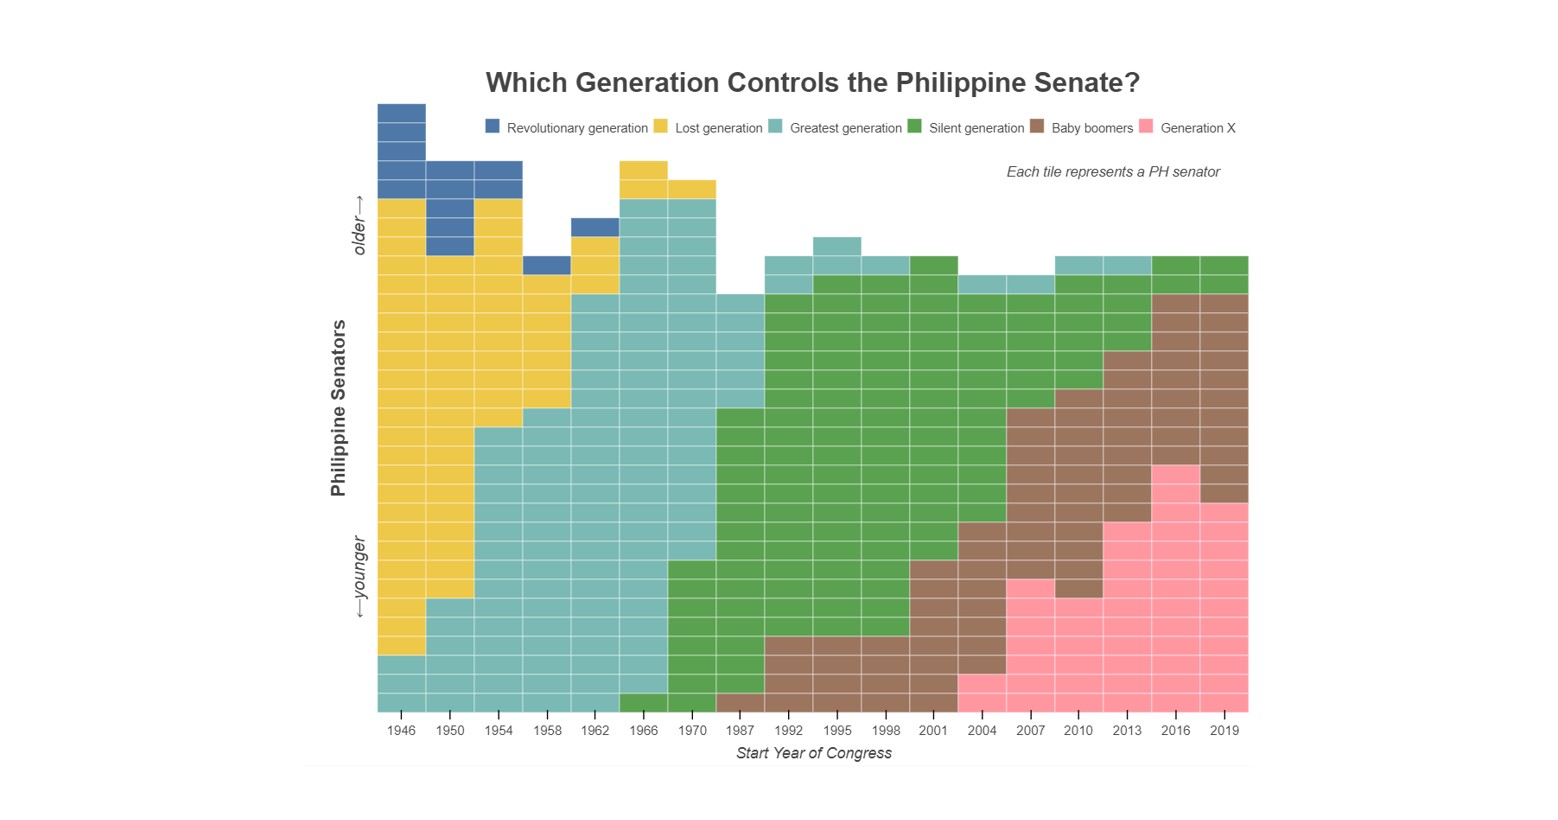 Which Generation Controls the Philippine Senate?
Revolutionary generation Lost generation Greatest generation Silent generation Baby boomers Generation X
Each tile represents a PH senator
older→
Philippine Senators
←younger
1946 1950 1954 1958 1962 1966 1970 1987 1992 1995 1998 2001 2004 2007 2010 2013 2016 2019
Start Year of Congress